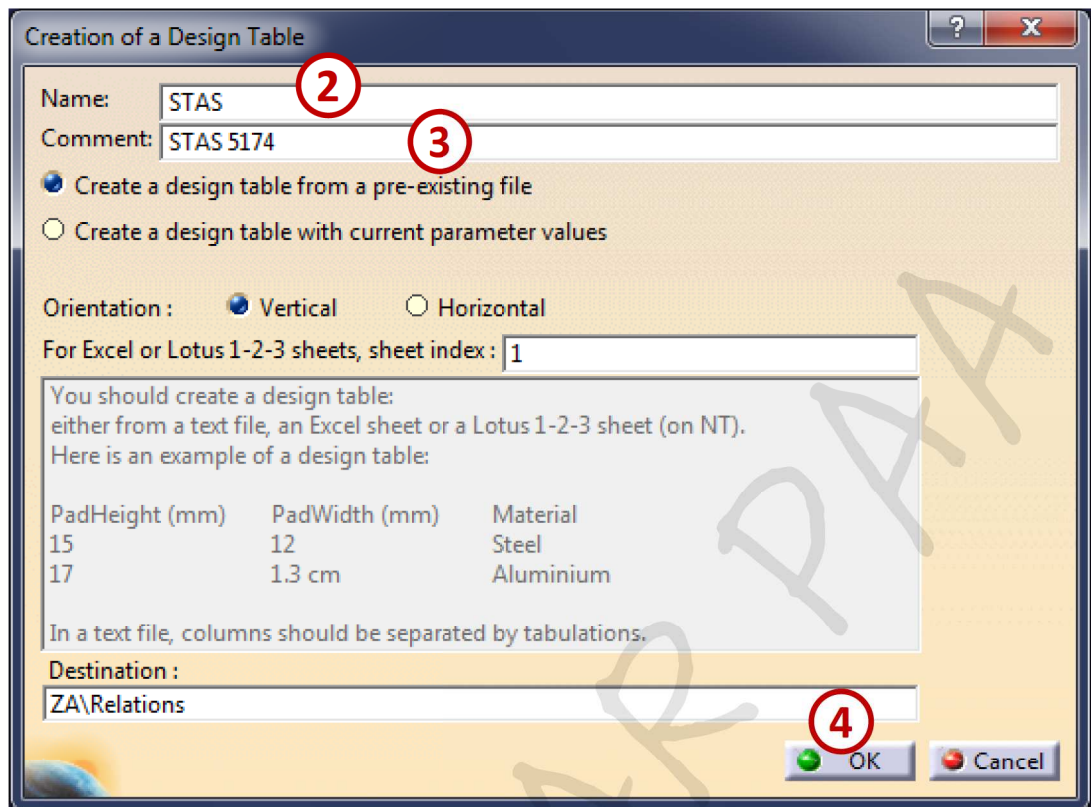 Creation of a Design Table
?
X
Name: STAS
2
Comment: STAS 5174
3
Create a design table from a pre-existing file
Create a design table with current parameter values
Orientation : Vertical Horizontal
For Excel or Lotus 1-2-3 sheets, sheet index : 1
You should create a design table:
either from a text file, an Excel sheet or a Lotus 1-2-3 sheet (on NT).
Here is an example of a design table:
PadHeight (mm) PadWidth (mm) Material
15 12 Steel
17 1.3 cm Aluminium
In a text file, columns should be separated by tabulations.
Destination :
ZA\Relations
4
OK Cancel
AR PAA